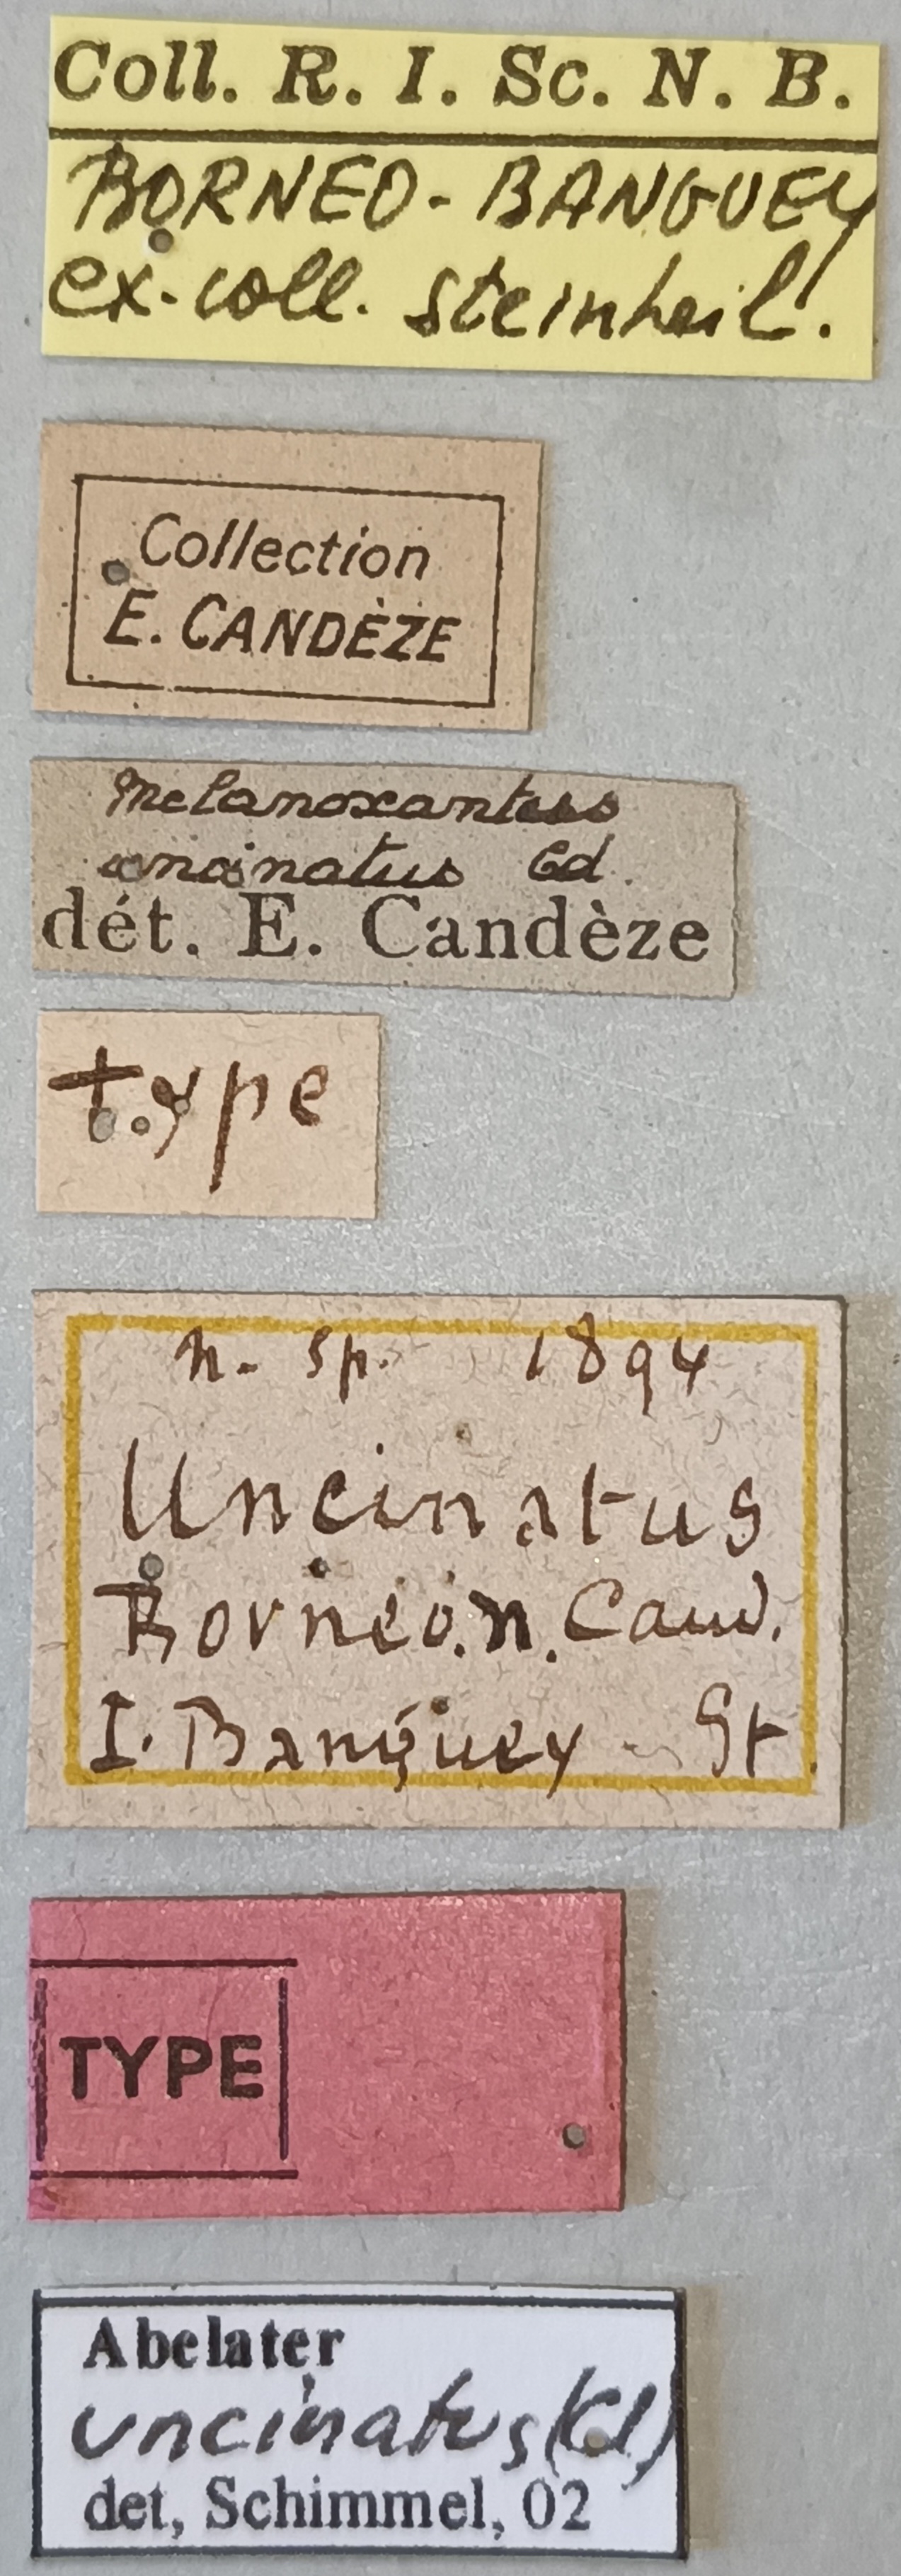 Coll. R. I. Sc. N. B.
BORNEO - BANGUEY
ex-coll. steinheil.
Collection
E. CANDÈZE
Melanoxantus
uncinatus Cd.
dét. E. Candèze
type
n. sp. 1894
Uncinatus
Borneo. n. Cand.
I. Banguey - St.
TYPE
Abelater
uncinatus (Cd)
det, Schimmel, 02